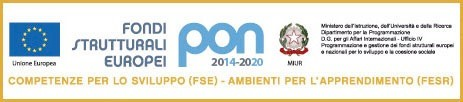 FONDI
STRUTTURALI
EUROPEI
pon
2014-2020
Unione Europea
MIUR
Ministero dell'Istruzione, dell'Università e della Ricerca
Dipartimento per la Programmazione
D.G. per gli Affari Internazionali - Ufficio IV
Programmazione e gestione dei fondi strutturali europei
e nazionali per lo sviluppo e la coesione sociale
COMPETENZE PER LO SVILUPPO (FSE) - AMBIENTI PER L'APPRENDIMENTO (FESR)